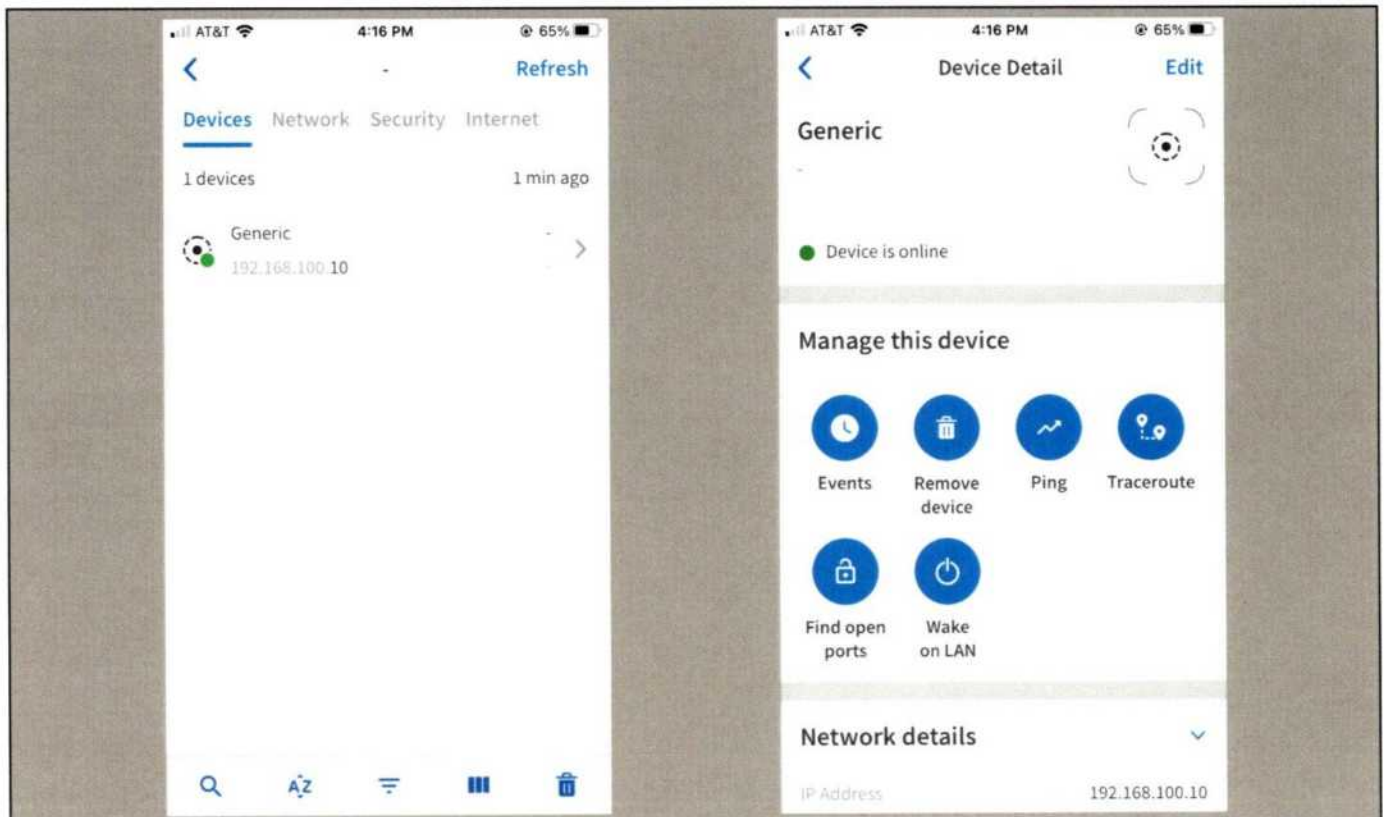 AT&T 4:16 PM 65%
- Refresh
Devices Network Security Internet
1 devices 1 min ago
Generic -
192.168.100.10 -
AZ
AT&T 4:16 PM 65%
Device Detail Edit
Generic
-
Device is online
Manage this device
Events Remove device Ping Traceroute
Find open ports Wake on LAN
Network details
IP Address 192.168.100.10